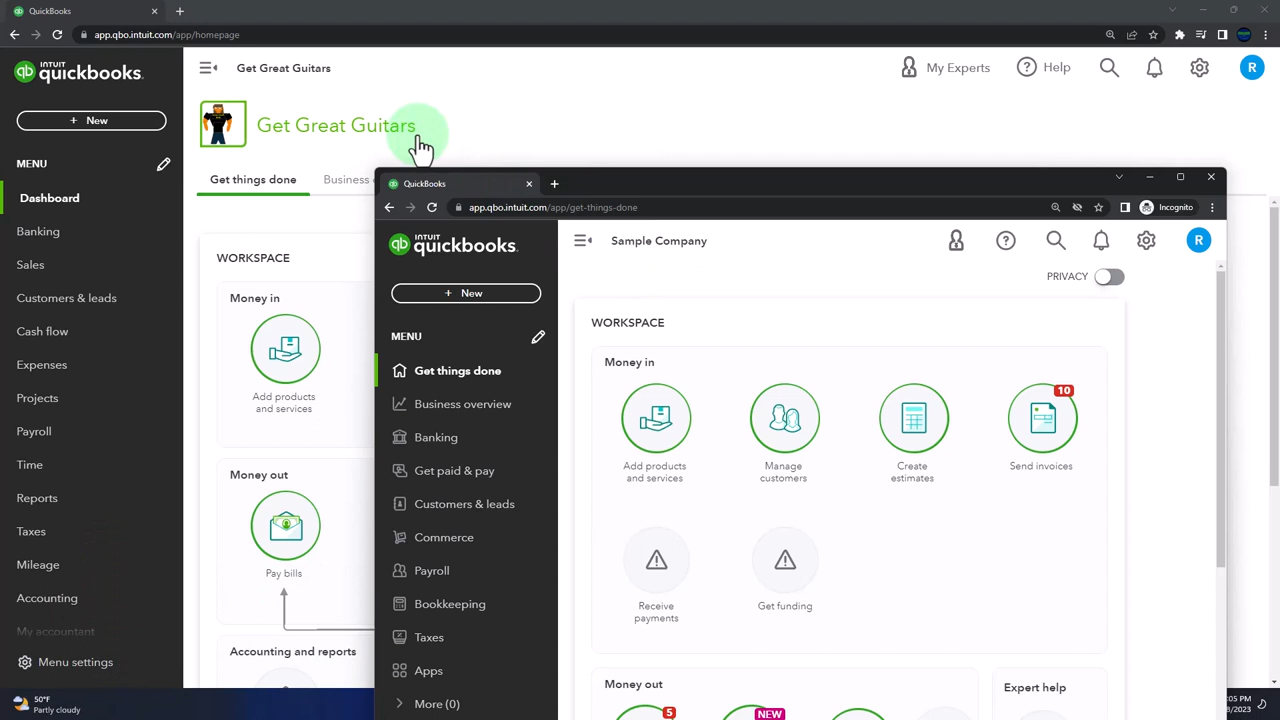 QuickBooks
app.qbo.intuit.com/app/homepage
INTUIT
quickbooks.
Get Great Guitars
My Experts
Help
R
+ New
Get Great Guitars
MENU
Get things done
Business
Dashboard
Banking
Sales
Customers & leads
Cash flow
Expenses
Projects
Payroll
Time
Reports
Taxes
Mileage
Accounting
My accountant
Menu settings
WORKSPACE
Money in
Add products
and services
Money out
Pay bills
Accounting and reports
QuickBooks
app.qbo.intuit.com/app/get-things-done
Incognito
INTUIT
quickbooks.
Sample Company
R
PRIVACY
+ New
MENU
Get things done
Business overview
Banking
Get paid & pay
Customers & leads
Commerce
Payroll
Bookkeeping
Taxes
Apps
More (0)
WORKSPACE
Money in
10
Add products
and services
Manage
customers
Create
estimates
Send invoices
Receive
payments
Get funding
Money out
Expert help
5
NEW
50°F
Partly cloudy
:05 PM
/2023